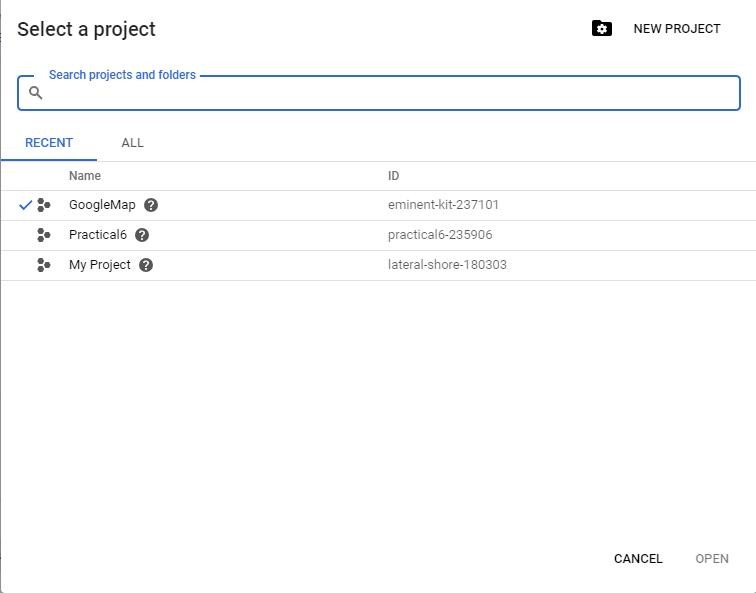 Select a project
NEW PROJECT
Search projects and folders
RECENT ALL
Name ID
GoogleMap eminent-kit-237101
Practical6 practical6-235906
My Project lateral-shore-180303
CANCEL OPEN